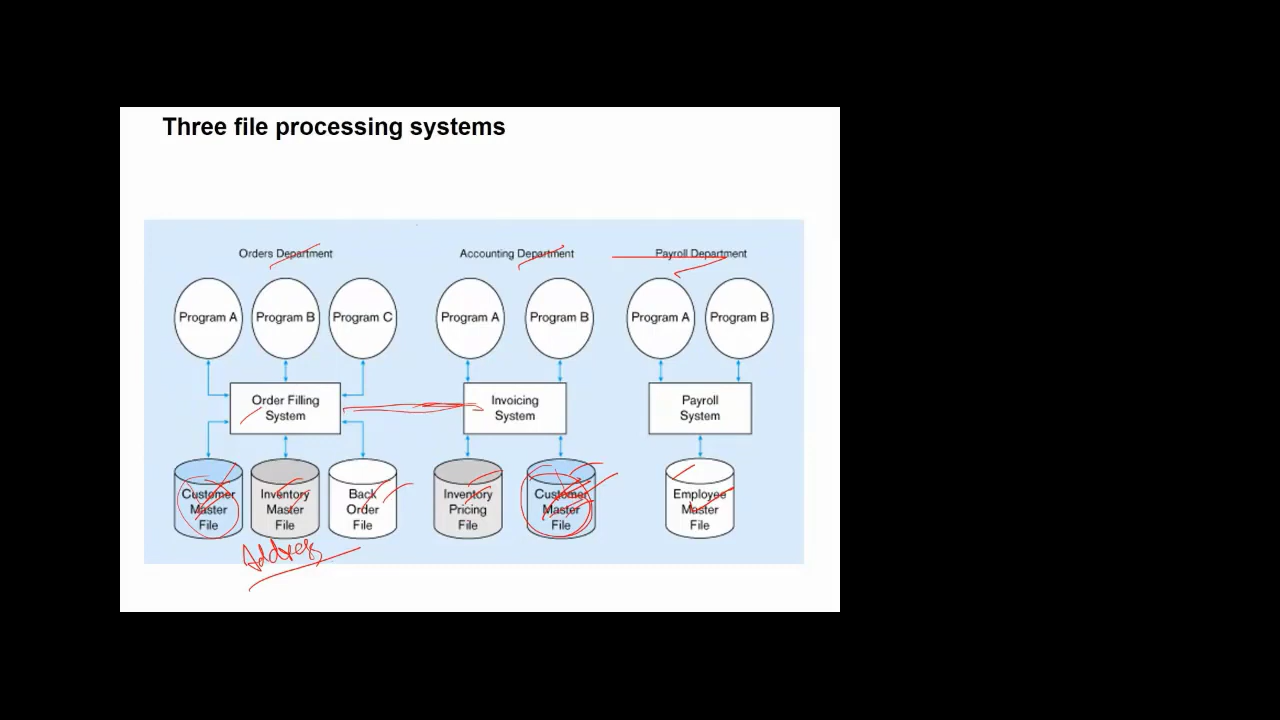 Three file processing systems
Orders Department
Accounting Department
Payroll Department
Program A
Program B
Program C
Program A
Program B
Program A
Program B
Order Filling
System
Invoicing
System
Payroll
System
Customer
Master
File
Inventory
Master
File
Back
Order
File
Inventory
Pricing
File
Customer
Master
File
Employee
Master
File
Address